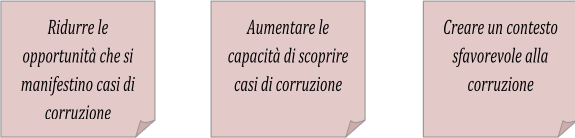 Ridurre le
opportunità che si
manifestino casi di
corruzione
Aumentare le
capacità di scoprire
casi di corruzione
Creare un contesto
sfavorevole alla
corruzione